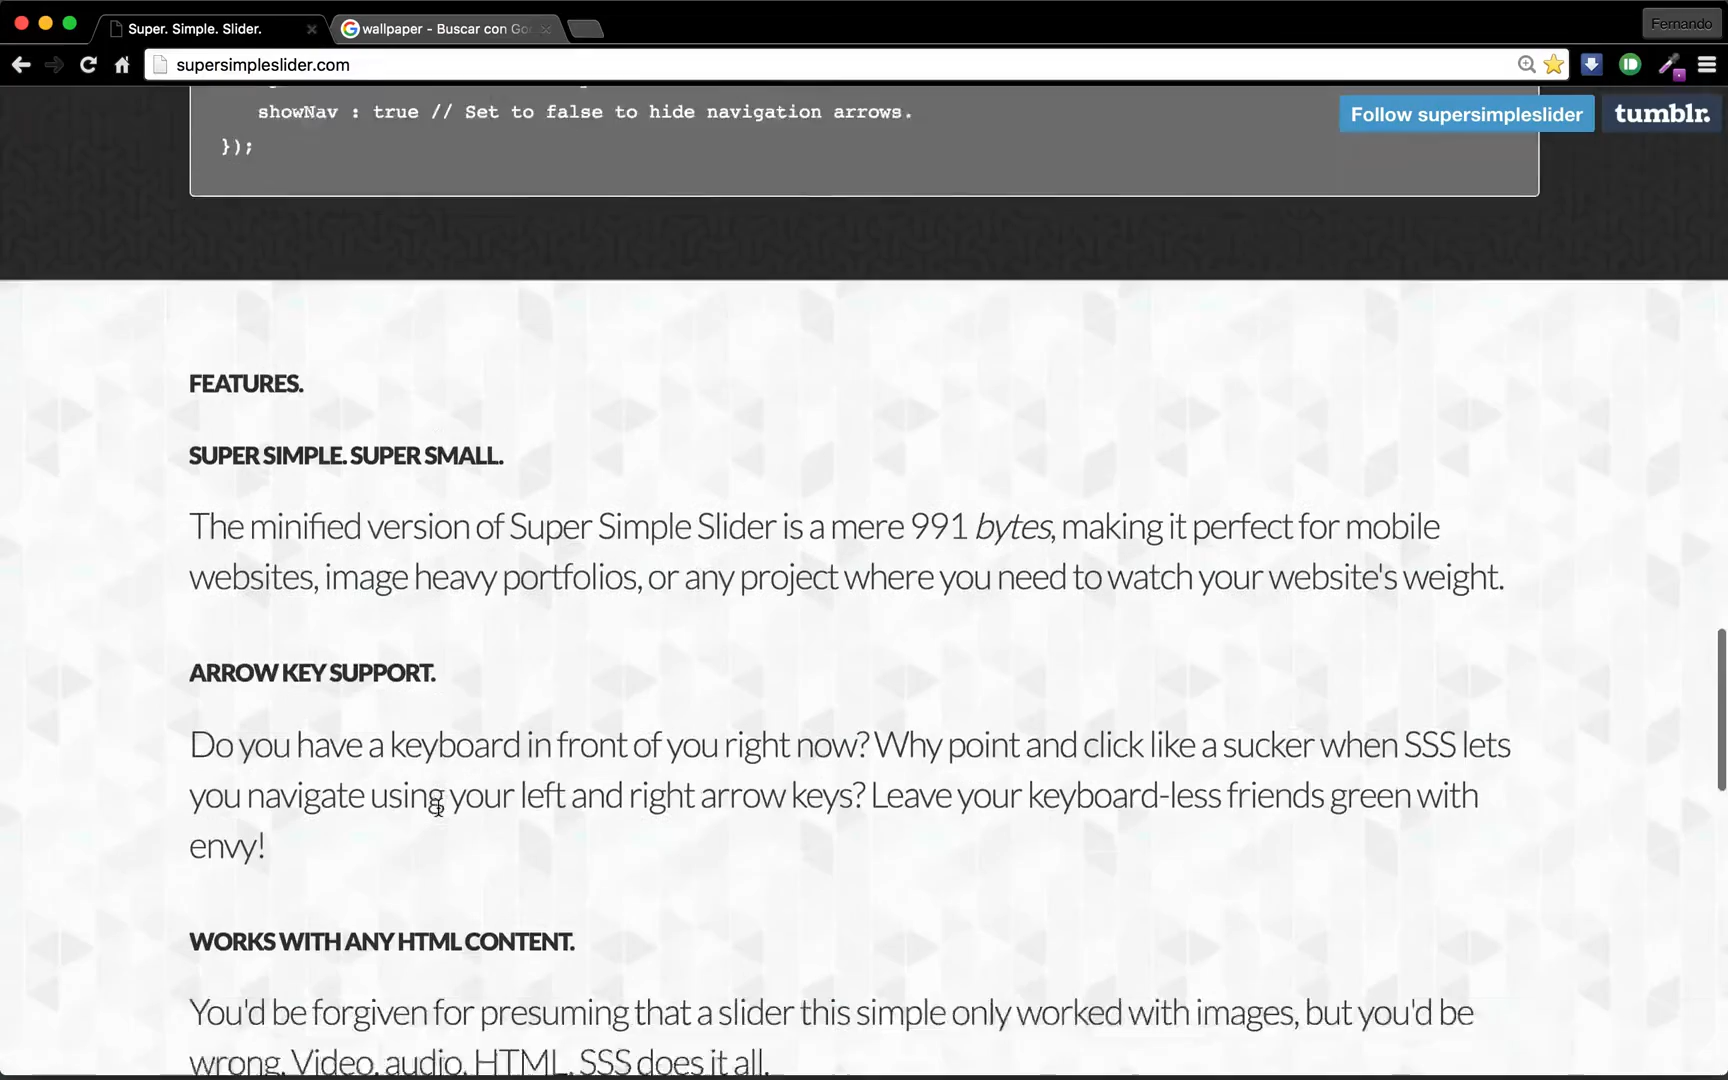 Super. Simple. Slider.
wallpaper - Buscar con Go
Fernando
supersimpleslider.com
showNav : true // Set to false to hide navigation arrows.
});
Follow supersimpleslider
tumblr.
FEATURES.
SUPER SIMPLE. SUPER SMALL.
The minified version of Super Simple Slider is a mere 991 bytes, making it perfect for mobile
websites, image heavy portfolios, or any project where you need to watch your website's weight.
ARROW KEY SUPPORT.
Do you have a keyboard in front of you right now? Why point and click like a sucker when SSS lets
you navigate using your left and right arrow keys? Leave your keyboard-less friends green with
envy!
WORKS WITH ANY HTML CONTENT.
You'd be forgiven for presuming that a slider this simple only worked with images, but you'd be
wrong. Video, audio, HTML, SSS does it all.